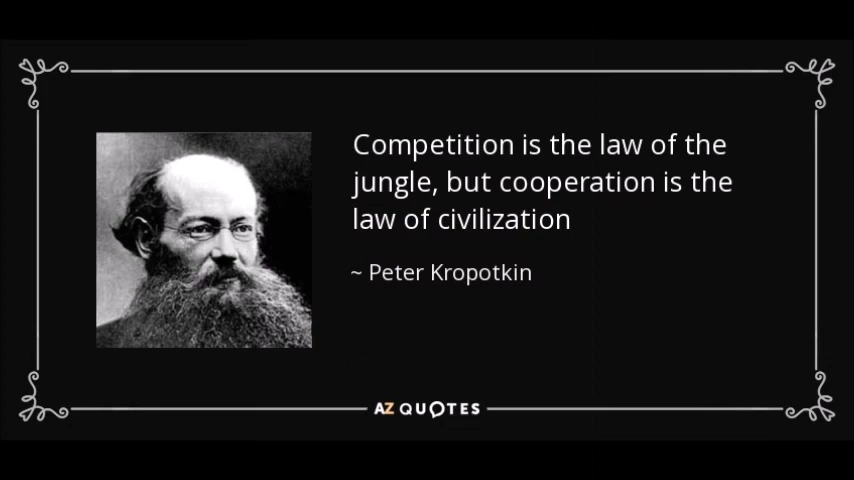 Competition is the law of the
jungle, but cooperation is the
law of civilization
~ Peter Kropotkin
AZ QUOTES